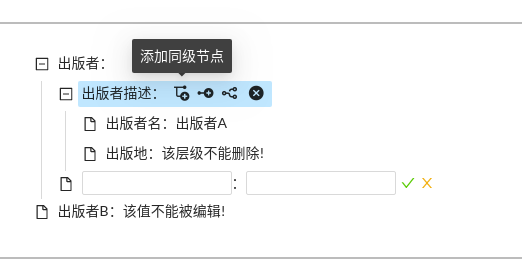 添加同级节点
出版者：
出版者描述：
出版者名：出版者A
出版地：该层级不能删除!
：
出版者B：该值不能被编辑!